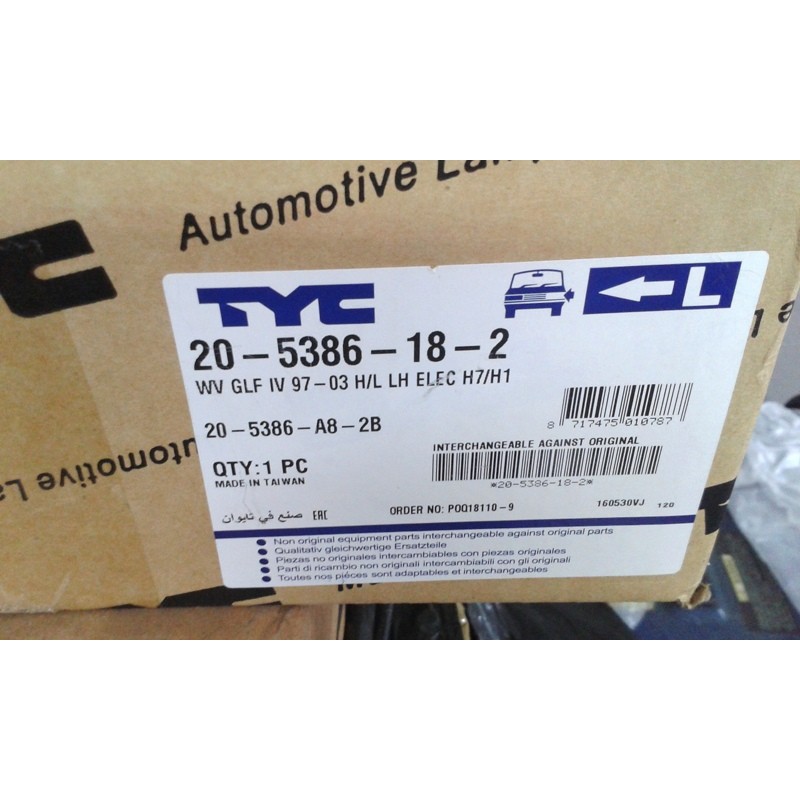 Automotive
TYC
L
20-5386-18-2
WV GLF IV 97-03 H/L LH ELEC H7/H1
8 717475 010787
20-5386-A8-2B
INTERCHANGEABLE AGAINST ORIGINAL
QTY:1 PC
MADE IN TAIWAN
*20-5386-18-2*
صنع في تايوان EAC
ORDER NO: POQ18110-9
160530VJ 120
Automotive
Non original equipment parts interchangeable against original parts
Qualitativ gleichwertige Ersatzteile
Piezas no originales intercambiables con piezas originales
Parti di ricambio non originali intercambiabili con gli originali
Toutes nos piéces sont adaptables et interchangeables